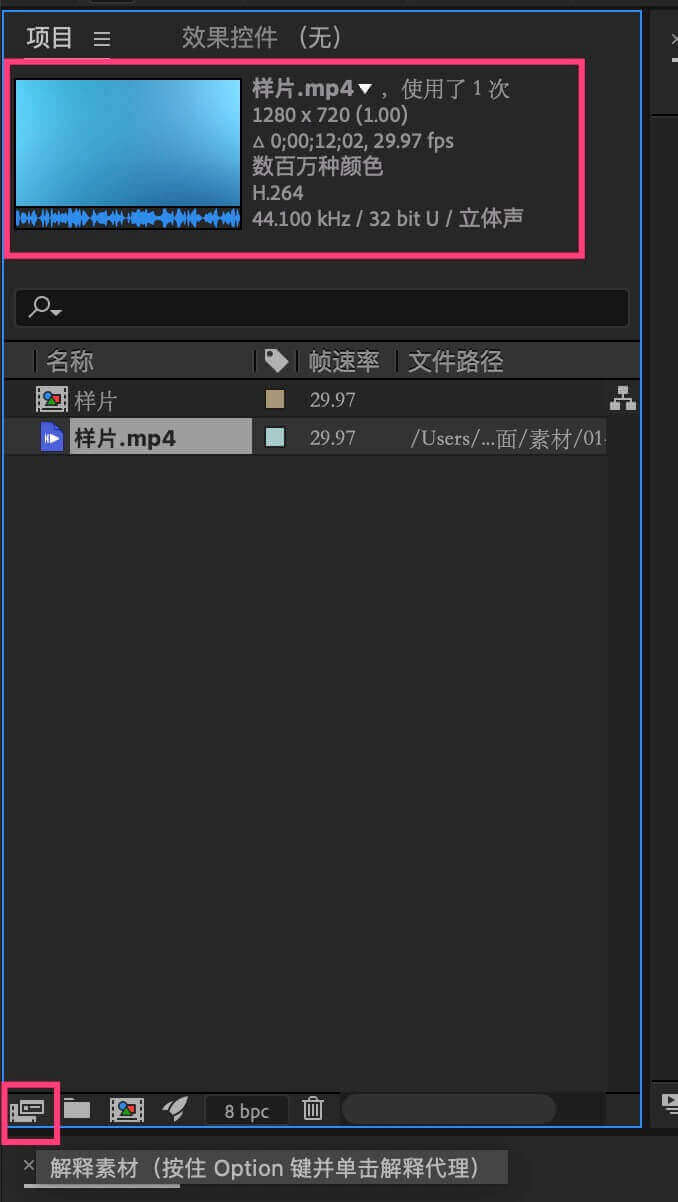 项目 效果控件 （无）
样片.mp4 ，使用了 1 次
1280 x 720 (1.00)
Δ 0;00;12;02, 29.97 fps
数百万种颜色
H.264
44.100 kHz / 32 bit U / 立体声
名称 帧速率 文件路径
样片 29.97
样片.mp4 29.97 /Users/...面/素材/01-
8 bpc
× 解释素材（按住 Option 键并单击解释代理）